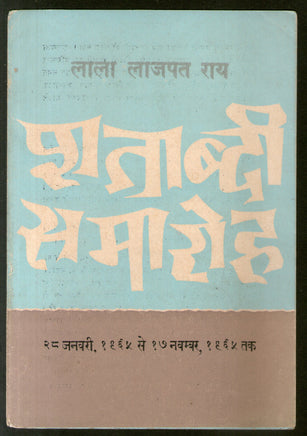 लाला लाजपत राय
शताब्दी
समारोह
२८ जनवरी, १९६५ से १७ नवम्बर, १९६५ तक